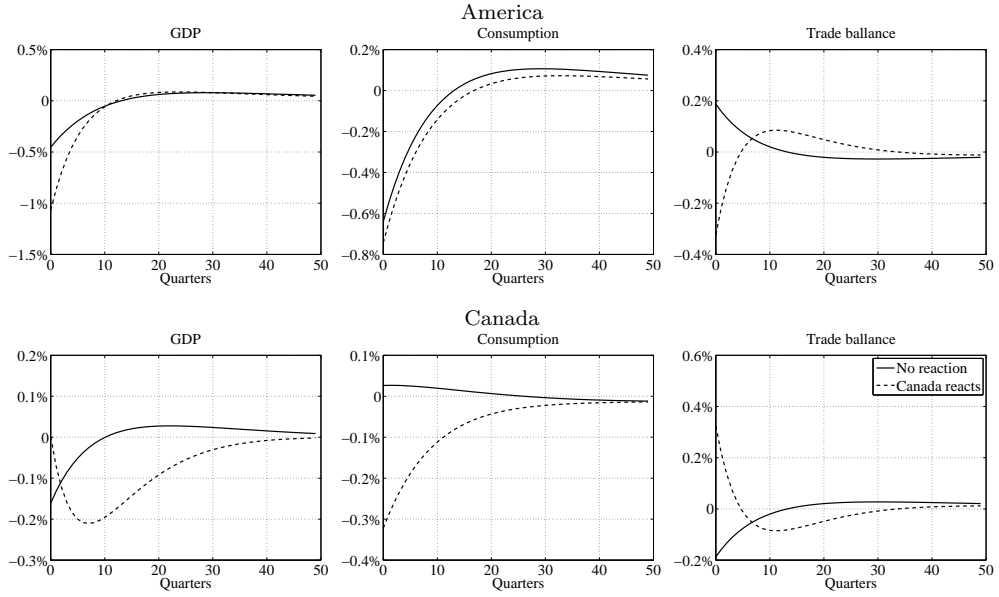 America
GDP
Consumption
Trade ballance
0.5%
0
−0.5%
−1%
−1.5%
0 10 20 30 40 50
Quarters
0.2%
0
−0.2%
−0.4%
−0.6%
−0.8%
0 10 20 30 40 50
Quarters
0.4%
0.2%
0
−0.2%
−0.4%
0 10 20 30 40 50
Quarters
Canada
GDP
Consumption
Trade ballance
0.2%
0.1%
0
−0.1%
−0.2%
−0.3%
0 10 20 30 40 50
Quarters
0.1%
0
−0.1%
−0.2%
−0.3%
−0.4%
0 10 20 30 40 50
Quarters
0.6%
0.4%
0.2%
0
−0.2%
0 10 20 30 40 50
Quarters
No reaction
Canada reacts